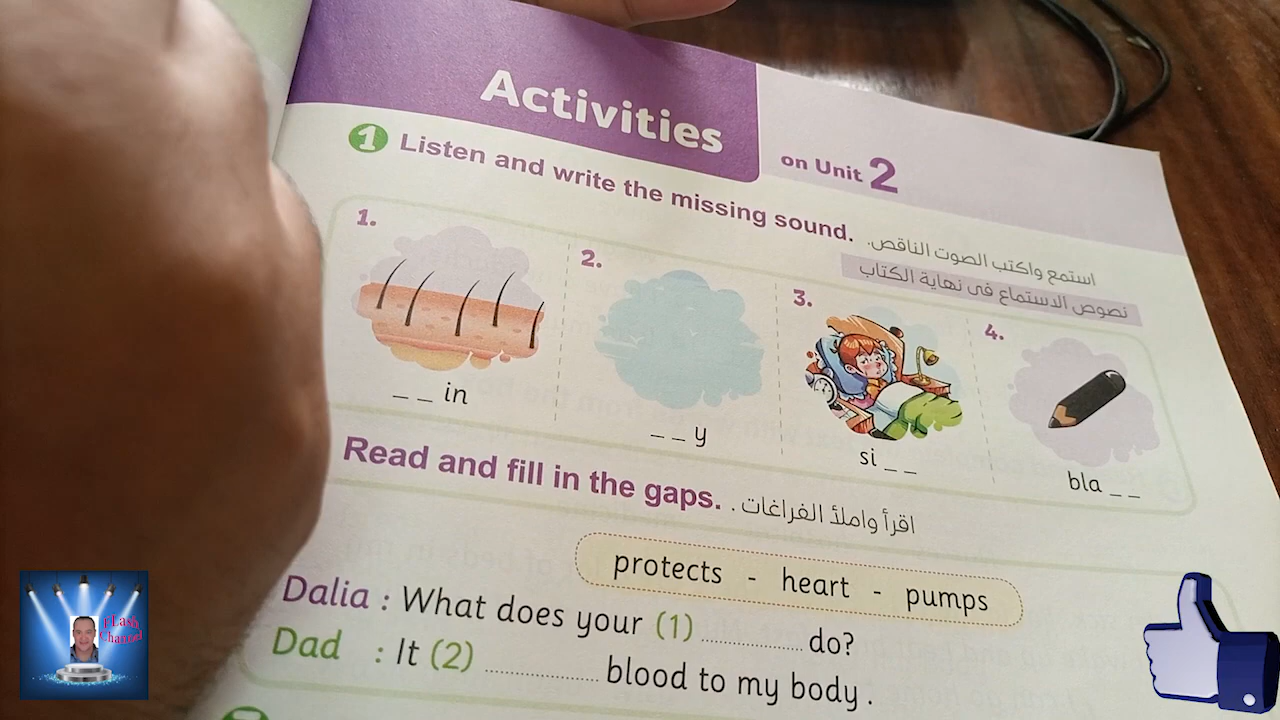 Activities
on Unit 2
1 Listen and write the missing sound.
استمع واكتب الصوت الناقص.
نصوص الاستماع فى نهاية الكتاب
1.
2.
3.
4.
_ _ in
_ _ y
si _ _
bla _ _
Read and fill in the gaps.
اقرأ واملأ الفراغات .
protects - heart - pumps
Dalia : What does your (1) ............ do?
Dad : It (2) ............ blood to my body .
FLash
Channel